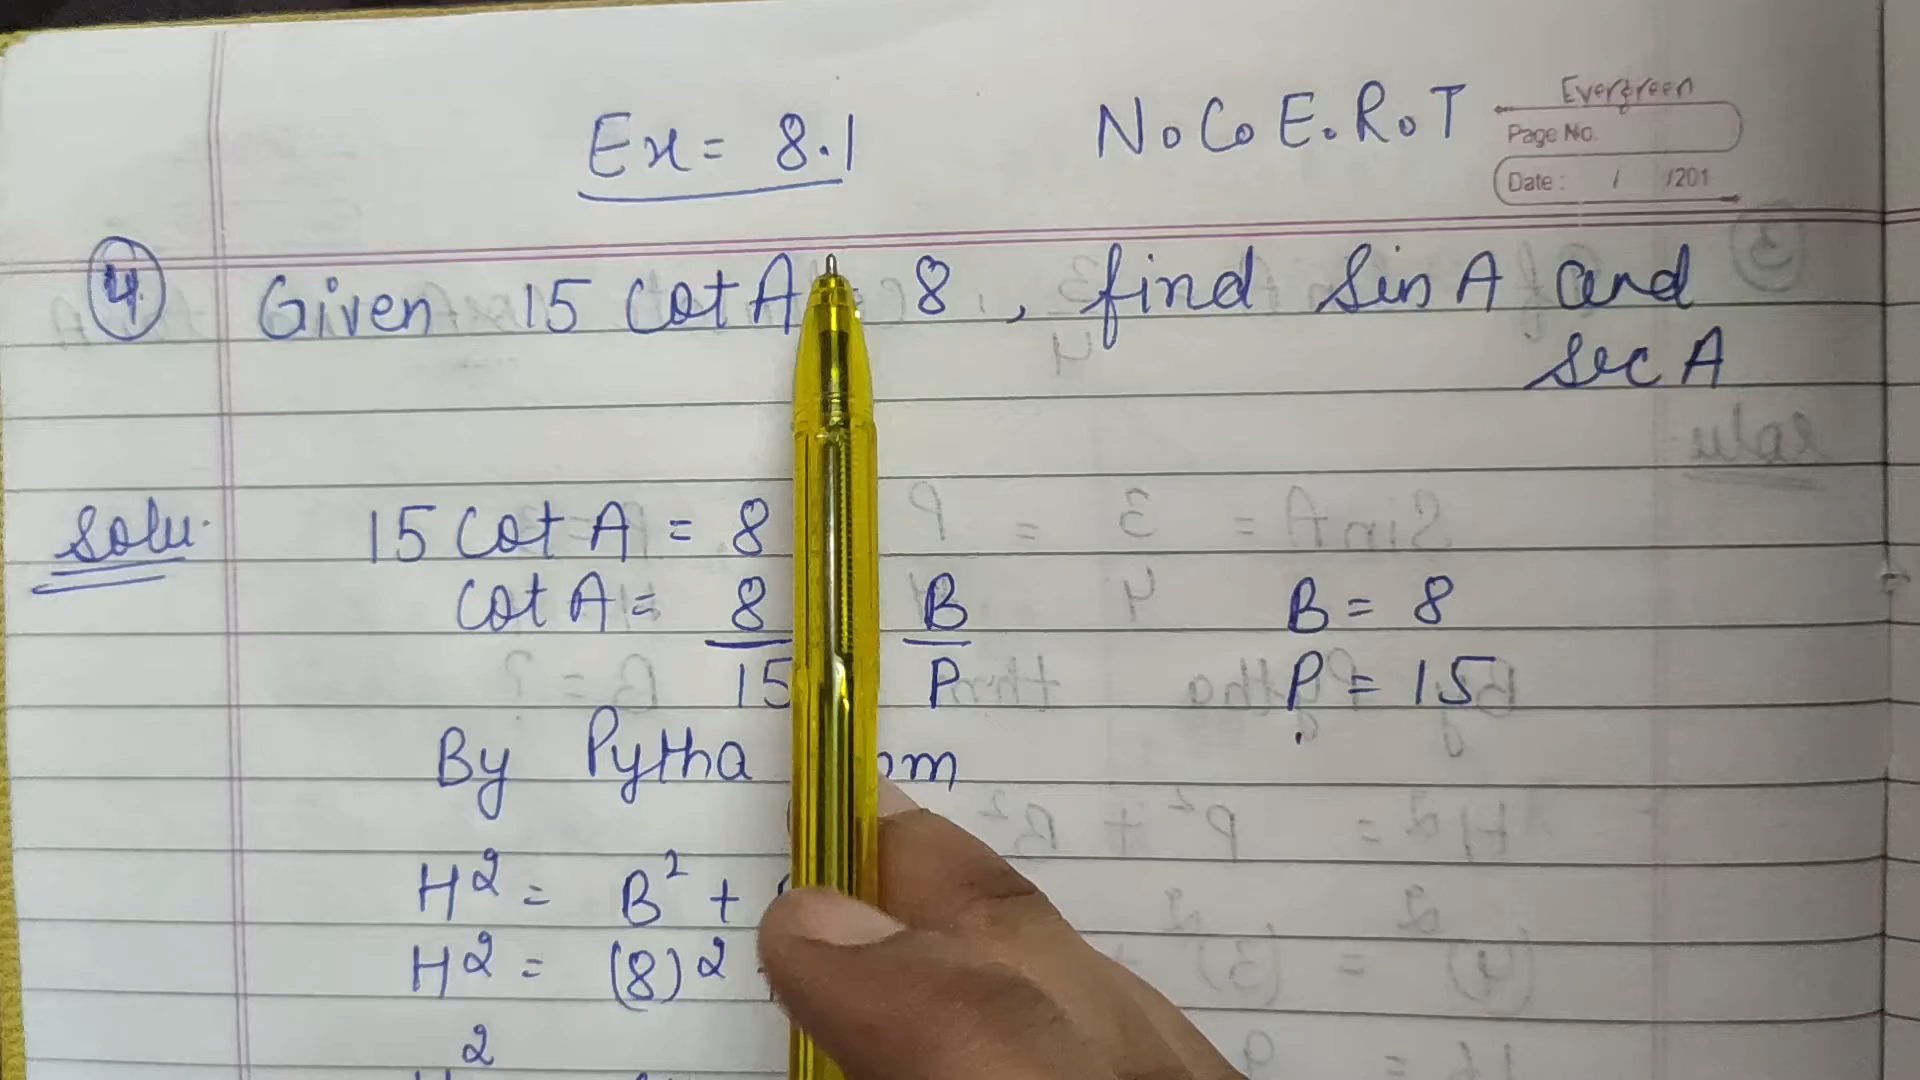 Evergreen
Ex = 8.1 N.C.E.R.T
Page No.
Date : / /201
4. Given 15 cot A = 8 , find Sin A and
sec A
Solu. 15 cot A = 8
cot A = 8 B B = 8
15 P P = 15
By Pytha
H² = B² +
H² = (8)²
2